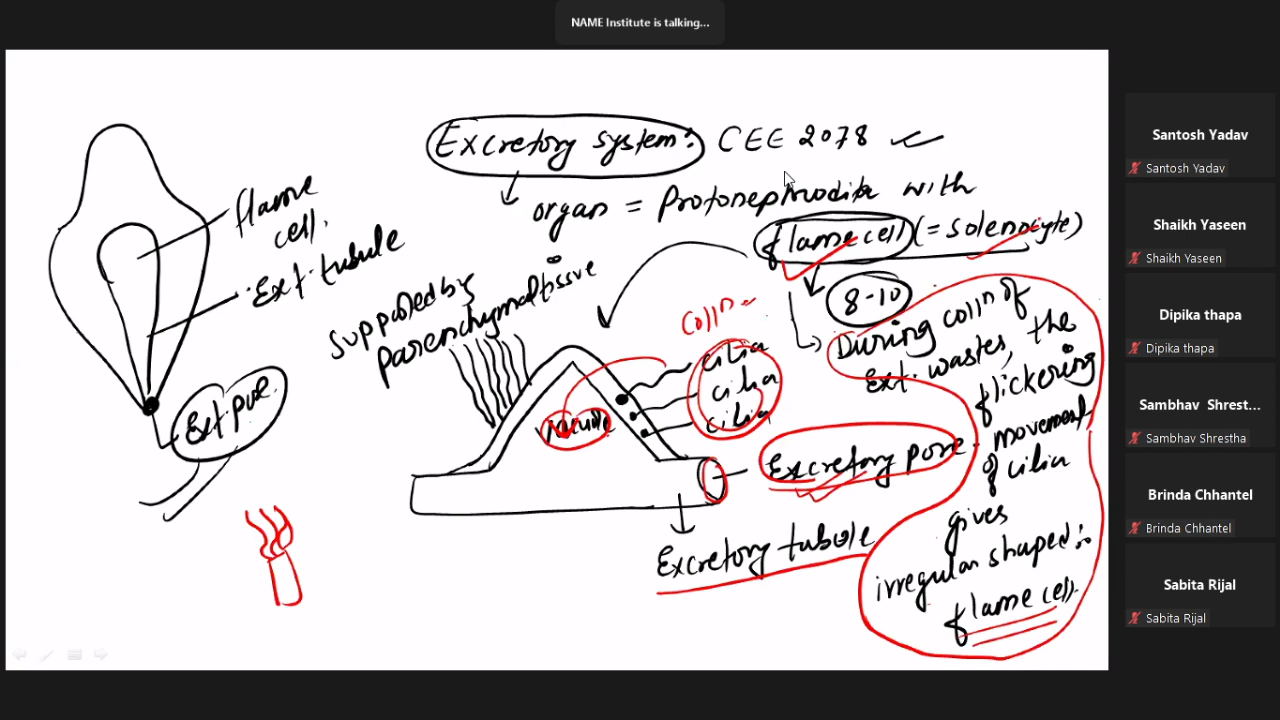 NAME Institute is talking...
Excretory system: CEE 2078
organ = Protonephridia with
flame cell (= solenocyte)
8-10
flame
cell.
Ext. tubule
Ext pore
supported by
parenchymal tissue
Colln
cilia
cilia
cilia
Excretory pore
Excretory tubule
During colln of
Ext. wastes, the
flickering
movement
of cilia
gives
irregular shaped ∴
flame cell.
Santosh Yadav
Santosh Yadav
Shaikh Yaseen
Shaikh Yaseen
Dipika thapa
Dipika thapa
Sambhav Shrest...
Sambhav Shrestha
Brinda Chhantel
Brinda Chhantel
Sabita Rijal
Sabita Rijal